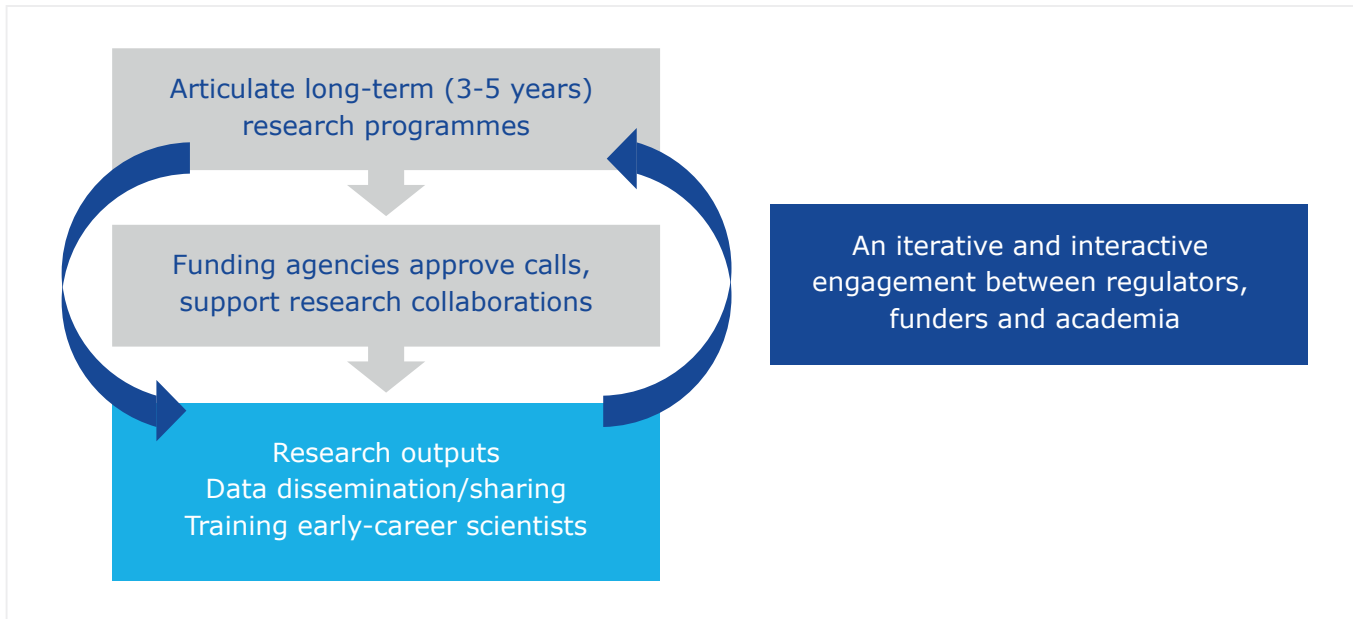 Articulate long-term (3-5 years)
research programmes
Funding agencies approve calls,
support research collaborations
Research outputs
Data dissemination/sharing
Training early-career scientists
An iterative and interactive
engagement between regulators,
funders and academia